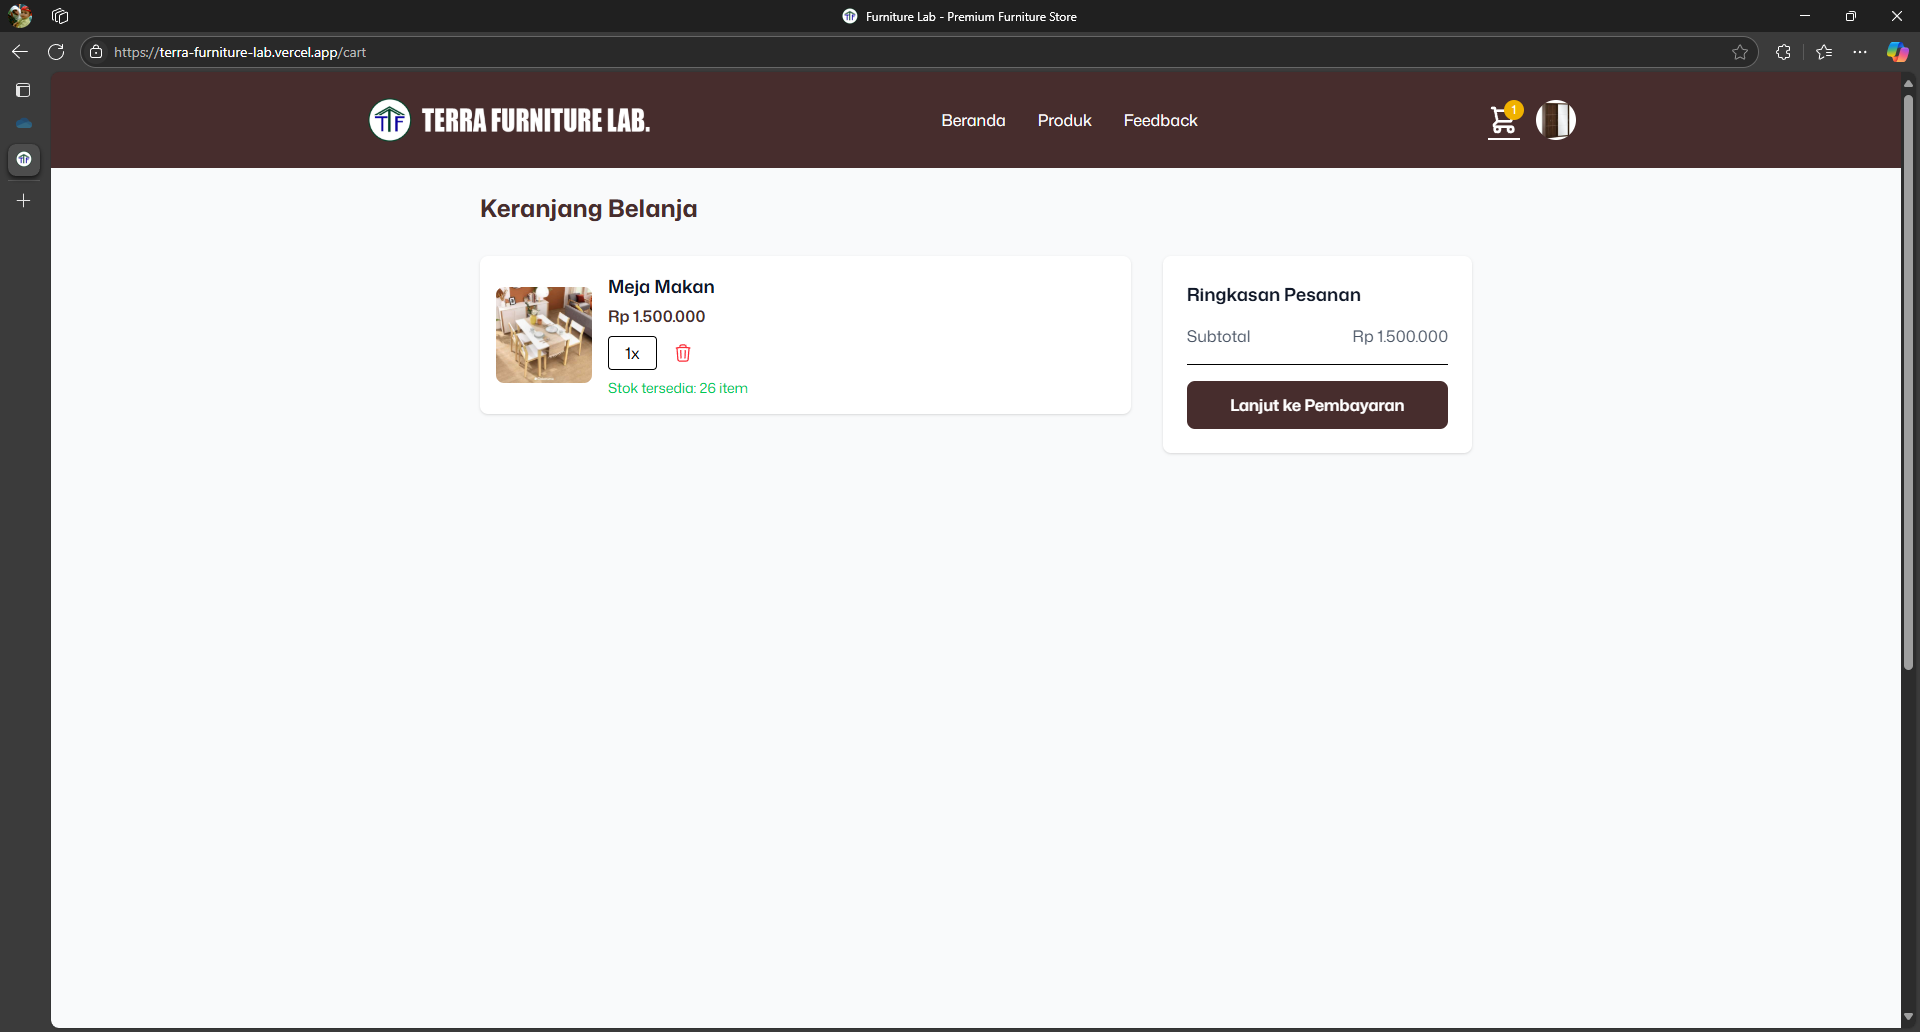 Furniture Lab - Premium Furniture Store
https://terra-furniture-lab.vercel.app/cart
TF
TERRA FURNITURE LAB.
Beranda
Produk
Feedback
1
Keranjang Belanja
Meja Makan
Rp 1.500.000
1x
Stok tersedia: 26 item
Ringkasan Pesanan
Subtotal
Rp 1.500.000
Lanjut ke Pembayaran